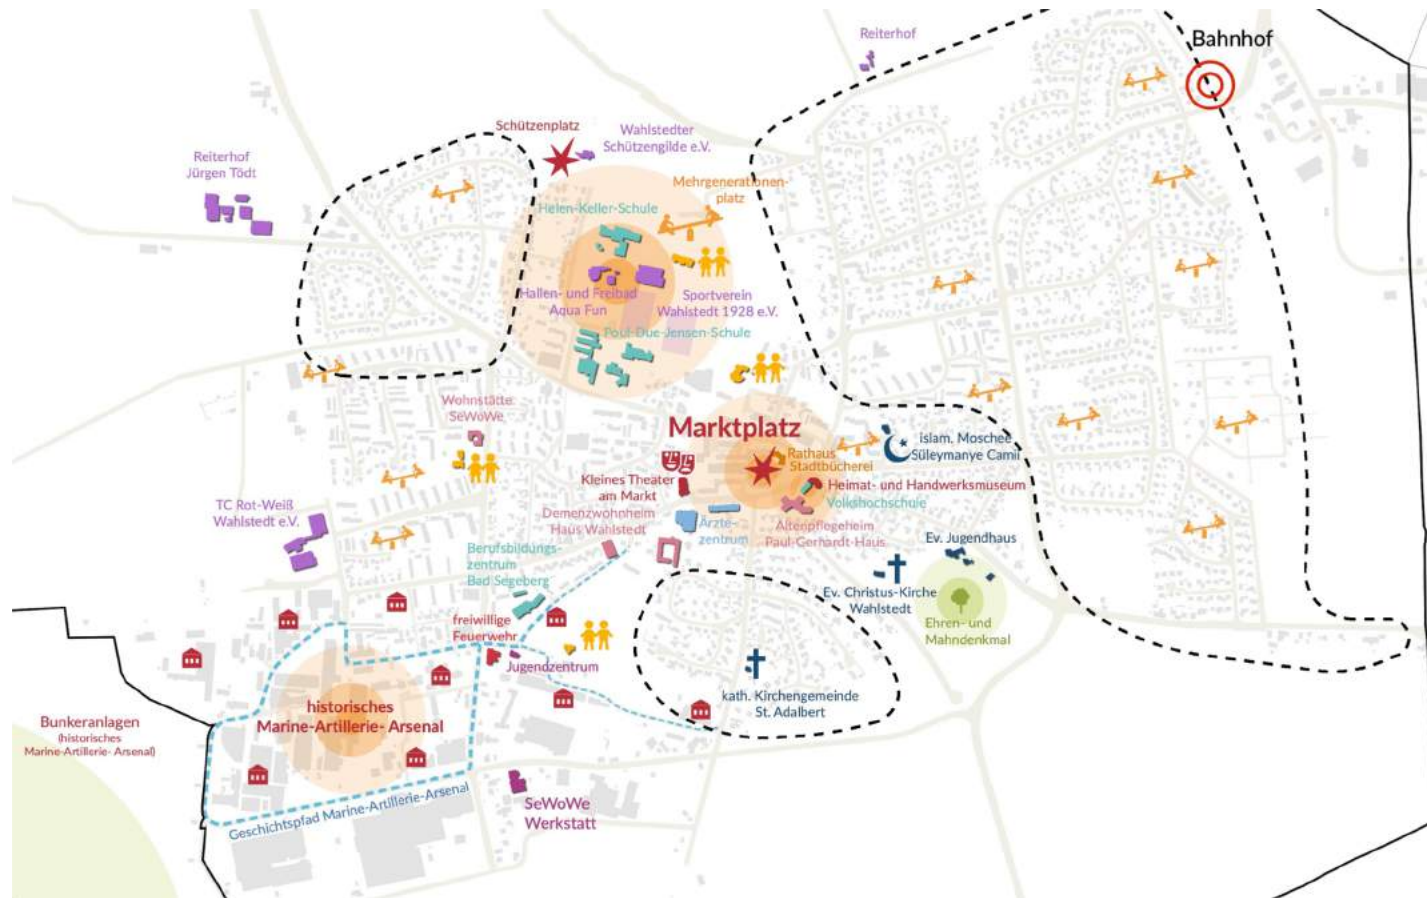 Reiterhof
Bahnhof
Schützenplatz
Wahlstedter
Schützengilde e.V.
Reiterhof
Jürgen Tödt
Mehrgenerationen-
platz
Helen-Keller-Schule
Hallen- und Freibad
Aqua Fun
Sportverein
Wahlstedt 1928 e.V.
Poul-Due-Jensen-Schule
Wohnstätte
SeWoWe
Marktplatz
islam. Moschee
Süleymanye Camii
Rathaus
Stadtbücherei
Kleines Theater
am Markt
Heimat- und Handwerksmuseum
Volkshochschule
TC Rot-Weiß
Wahlstedt e.V.
Demenzwohnheim
Haus Wahlstedt
Ärzte-
zentrum
Altenpflegeheim
Paul-Gerhardt-Haus
Ev. Jugendhaus
Berufsbildungs-
zentrum
Bad Segeberg
Ev. Christus-Kirche
Wahlstedt
Ehren- und
Mahndenkmal
freiwillige
Feuerwehr
Jugendzentrum
kath. Kirchengemeinde
St. Adalbert
historisches
Marine-Artillerie- Arsenal
Bunkeranlagen
(historisches
Marine-Artillerie- Arsenal)
Geschichtspfad Marine-Artillerie-Arsenal
SeWoWe
Werkstatt